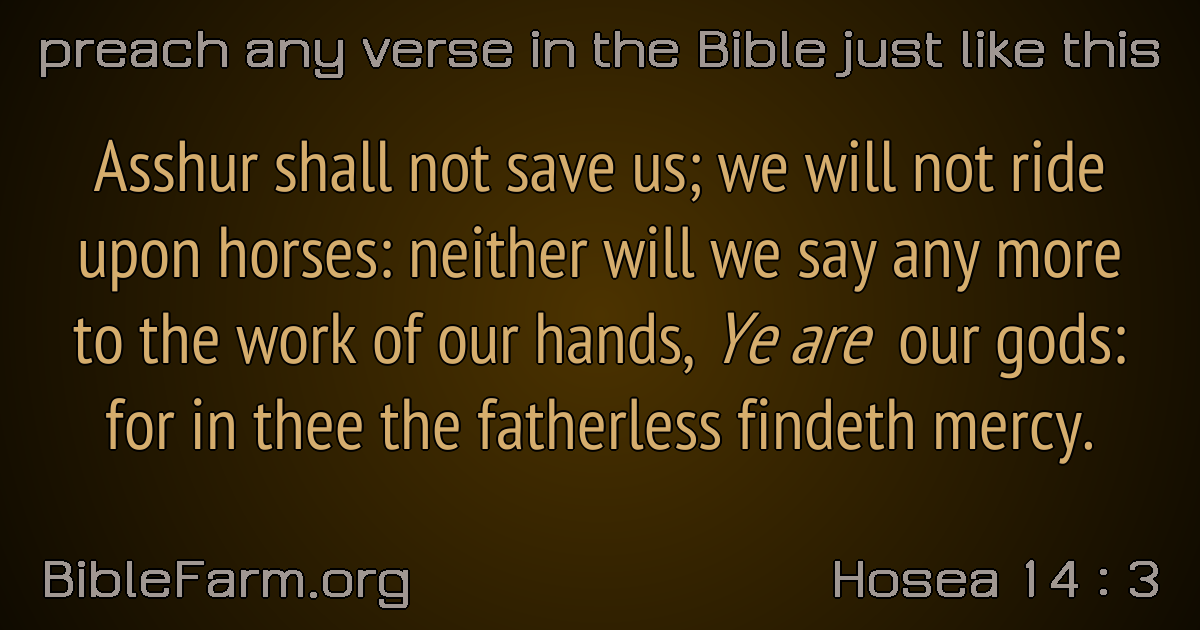 preach any verse in the Bible just like this
Asshur shall not save us; we will not ride
upon horses: neither will we say any more
to the work of our hands, Ye are our gods:
for in thee the fatherless findeth mercy.
BibleFarm.org
Hosea 14 : 3